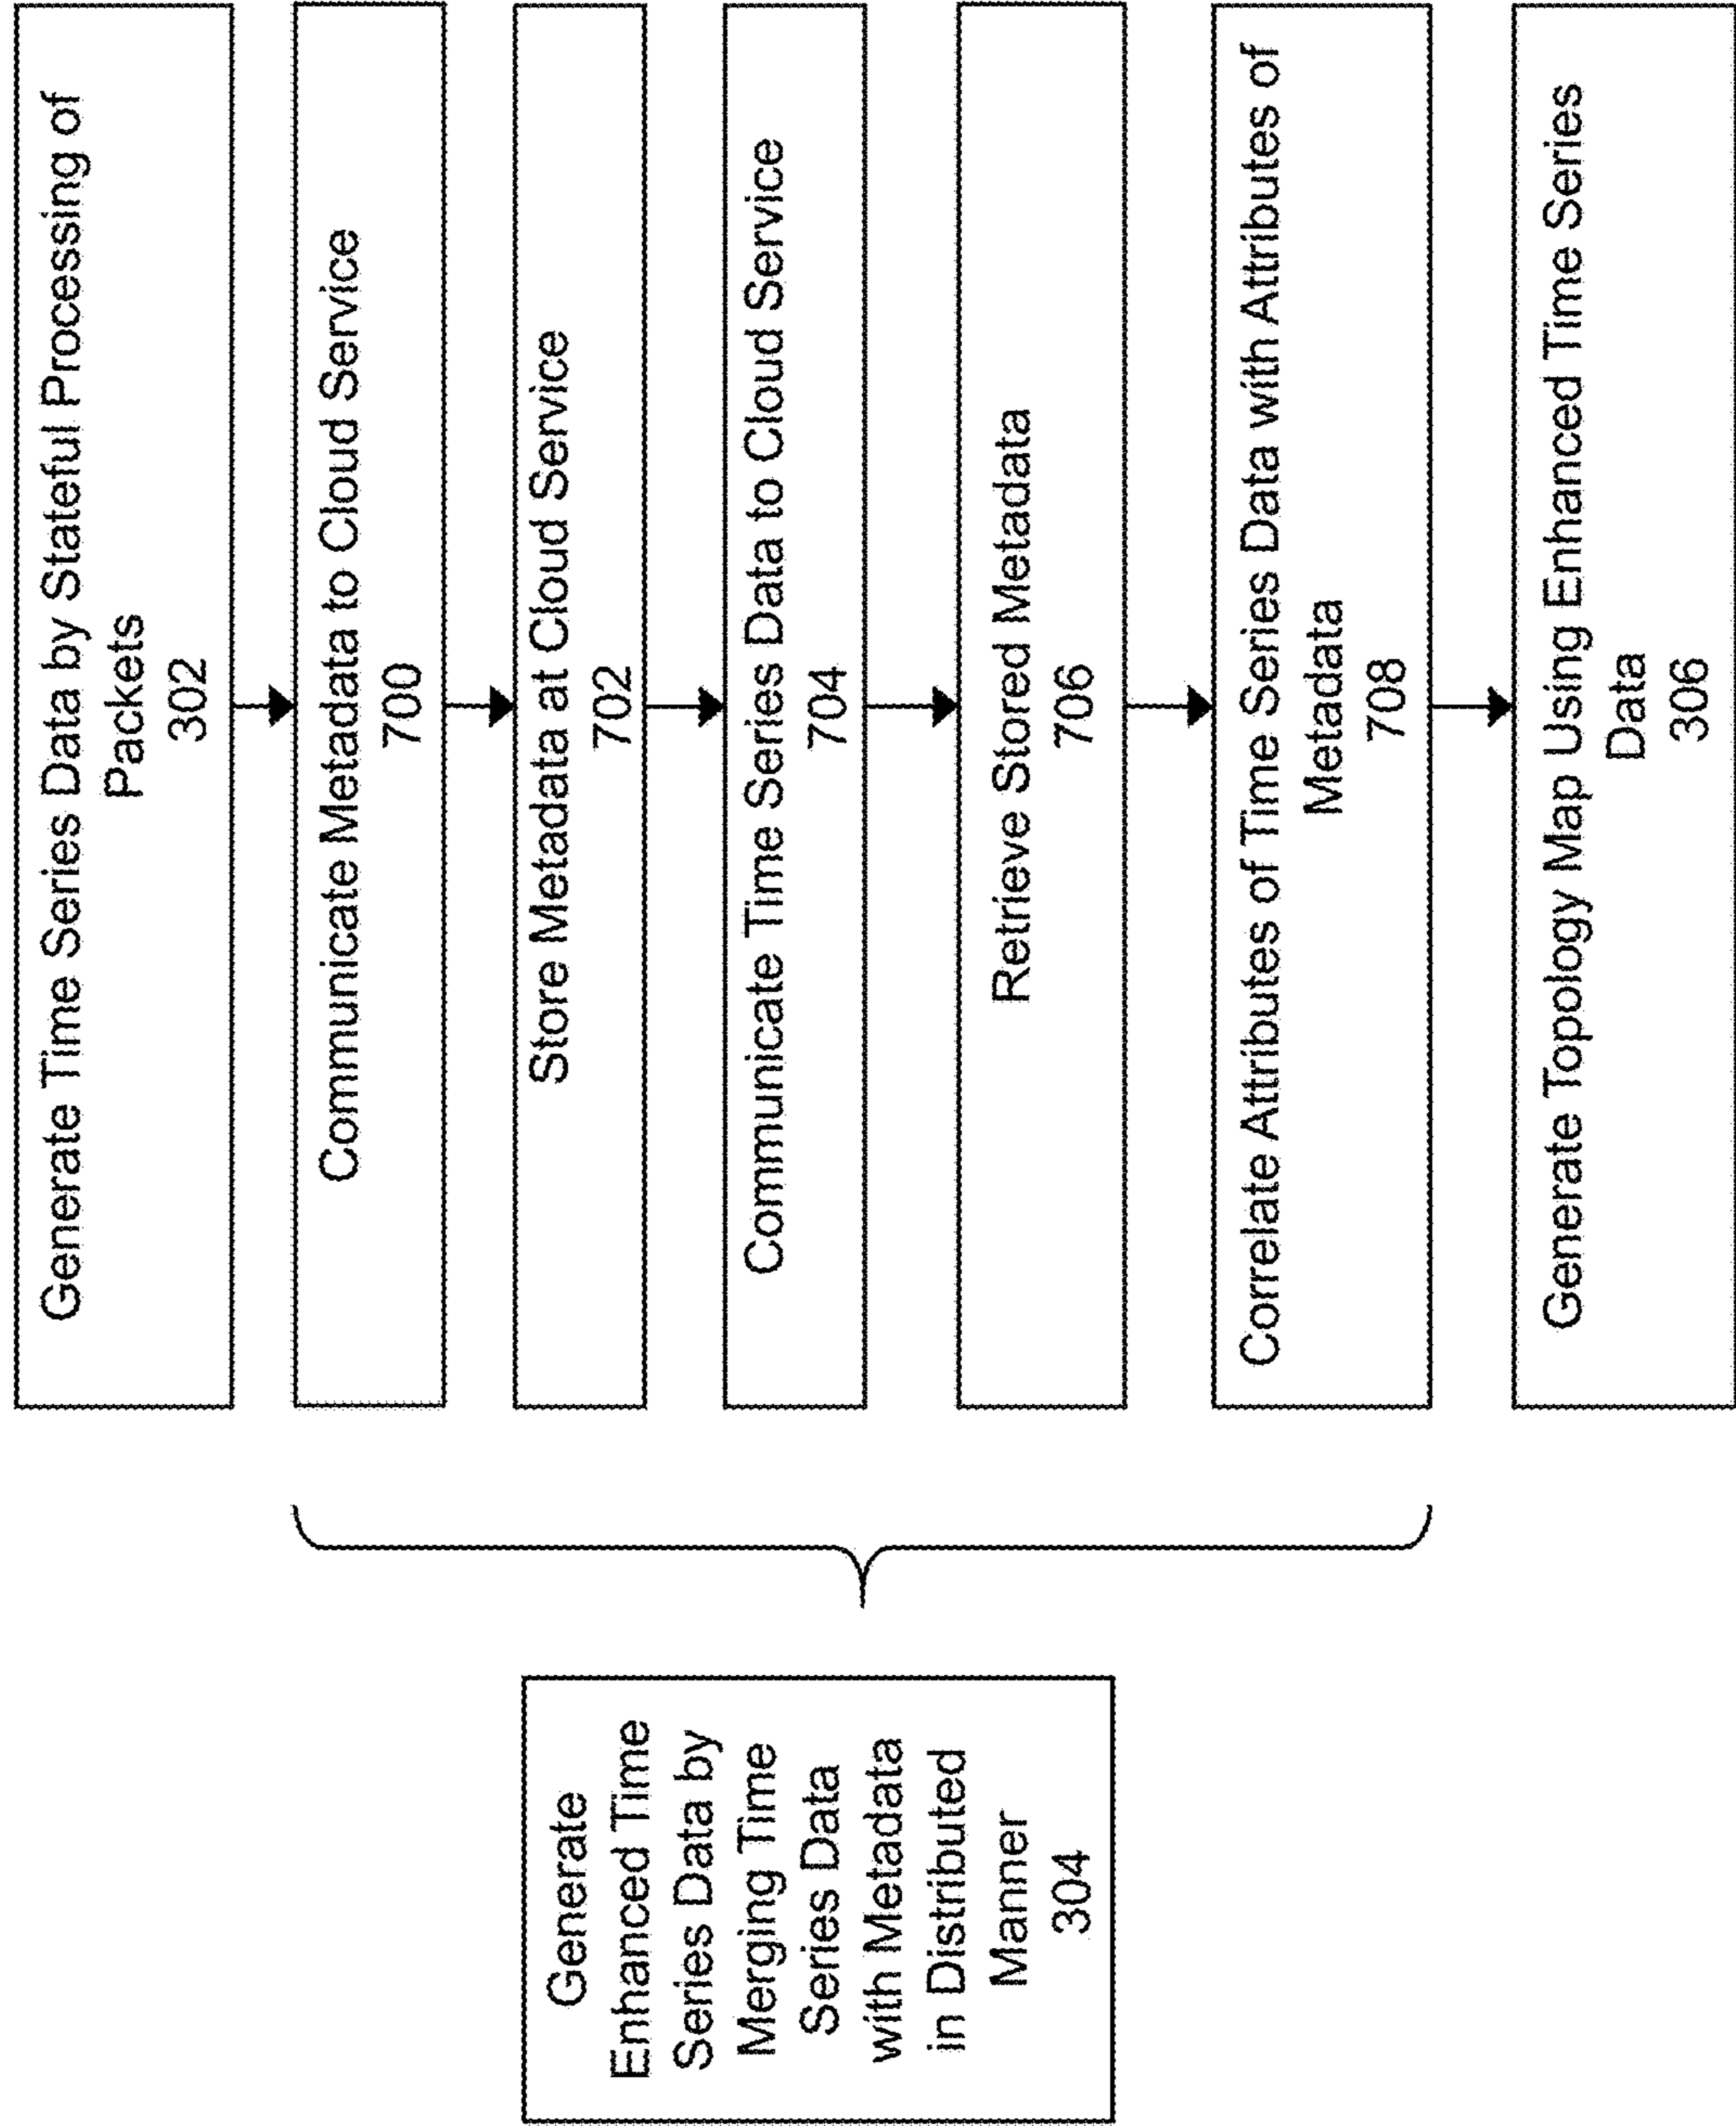 Generate Time Series Data by Stateful Processing of
Packets
302
Communicate Metadata to Cloud Service
700
Store Metadata at Cloud Service
702
Communicate Time Series Data to Cloud Service
704
Retrieve Stored Metadata
706
Correlate Attributes of Time Series Data with Attributes of
Metadata
708
Generate Topology Map Using Enhanced Time Series
Data
306
Generate
Enhanced Time
Series Data by
Merging Time
Series Data
with Metadata
in Distributed
Manner
304